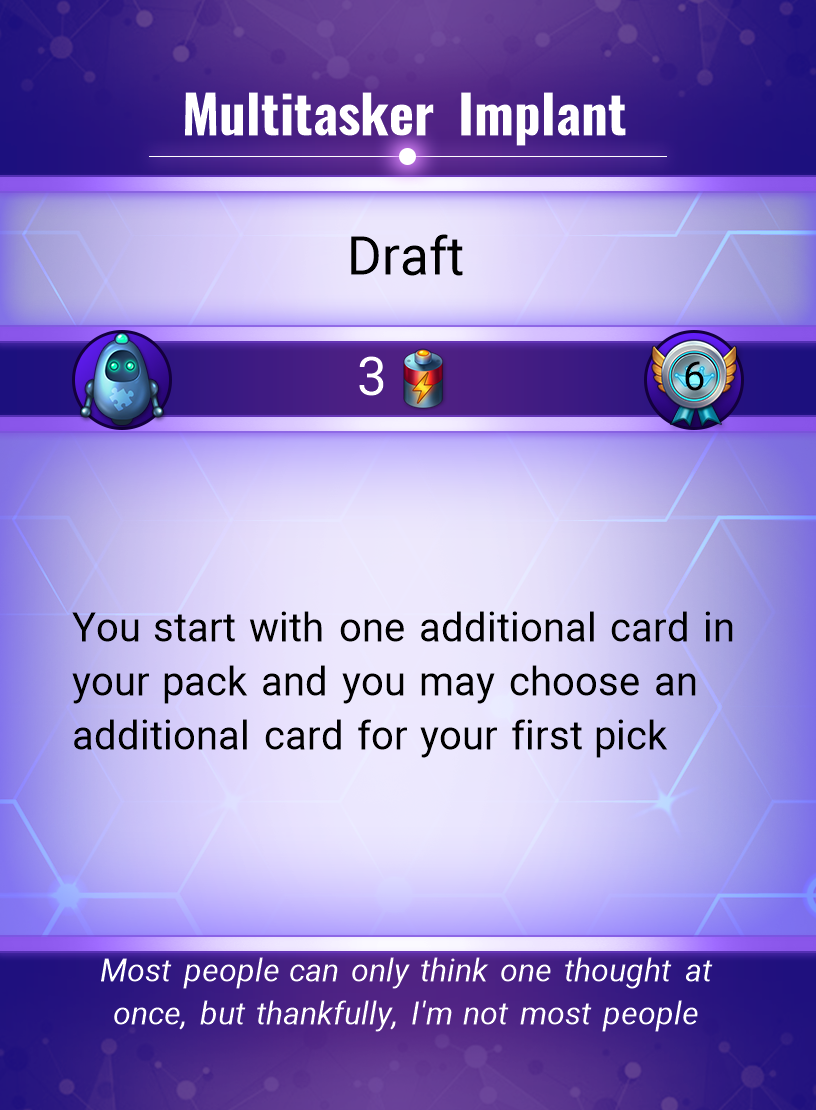 Multitasker Implant
Draft
3
6
You start with one additional card in
your pack and you may choose an
additional card for your first pick
Most people can only think one thought at
once, but thankfully, I'm not most people